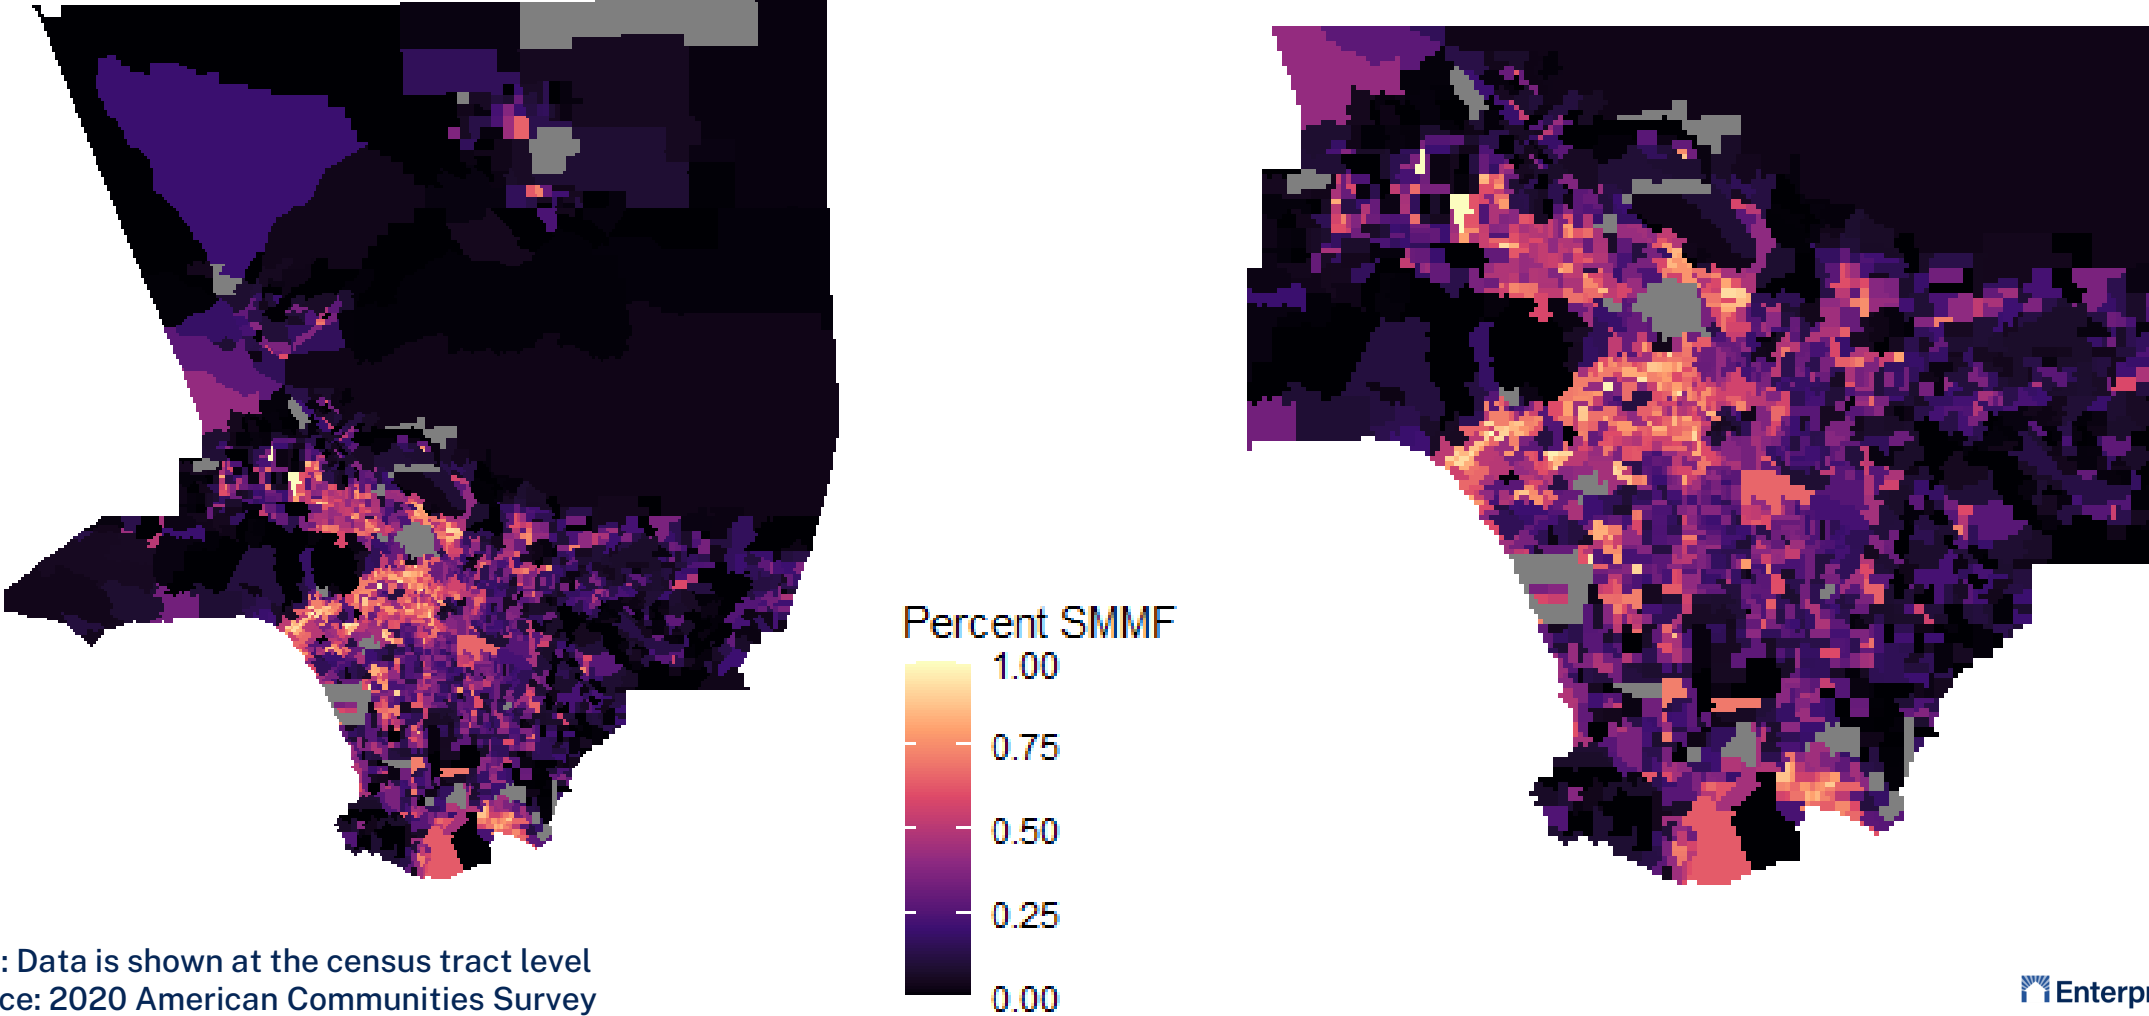 Percent SMMF
1.00
0.75
0.50
0.25
0.00
: Data is shown at the census tract level
ce: 2020 American Communities Survey
Enterpr